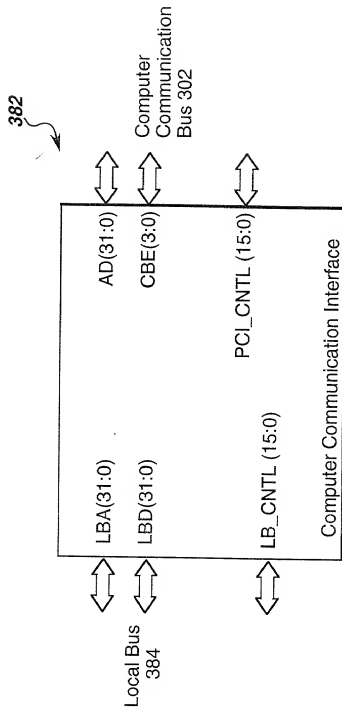 382
Local Bus
384
LBA(31:0)
LBD(31:0)
LB_CNTL (15:0)
AD(31:0)
CBE(3:0)
PCI_CNTL (15:0)
Computer
Communication
Bus 302
Computer Communication Interface